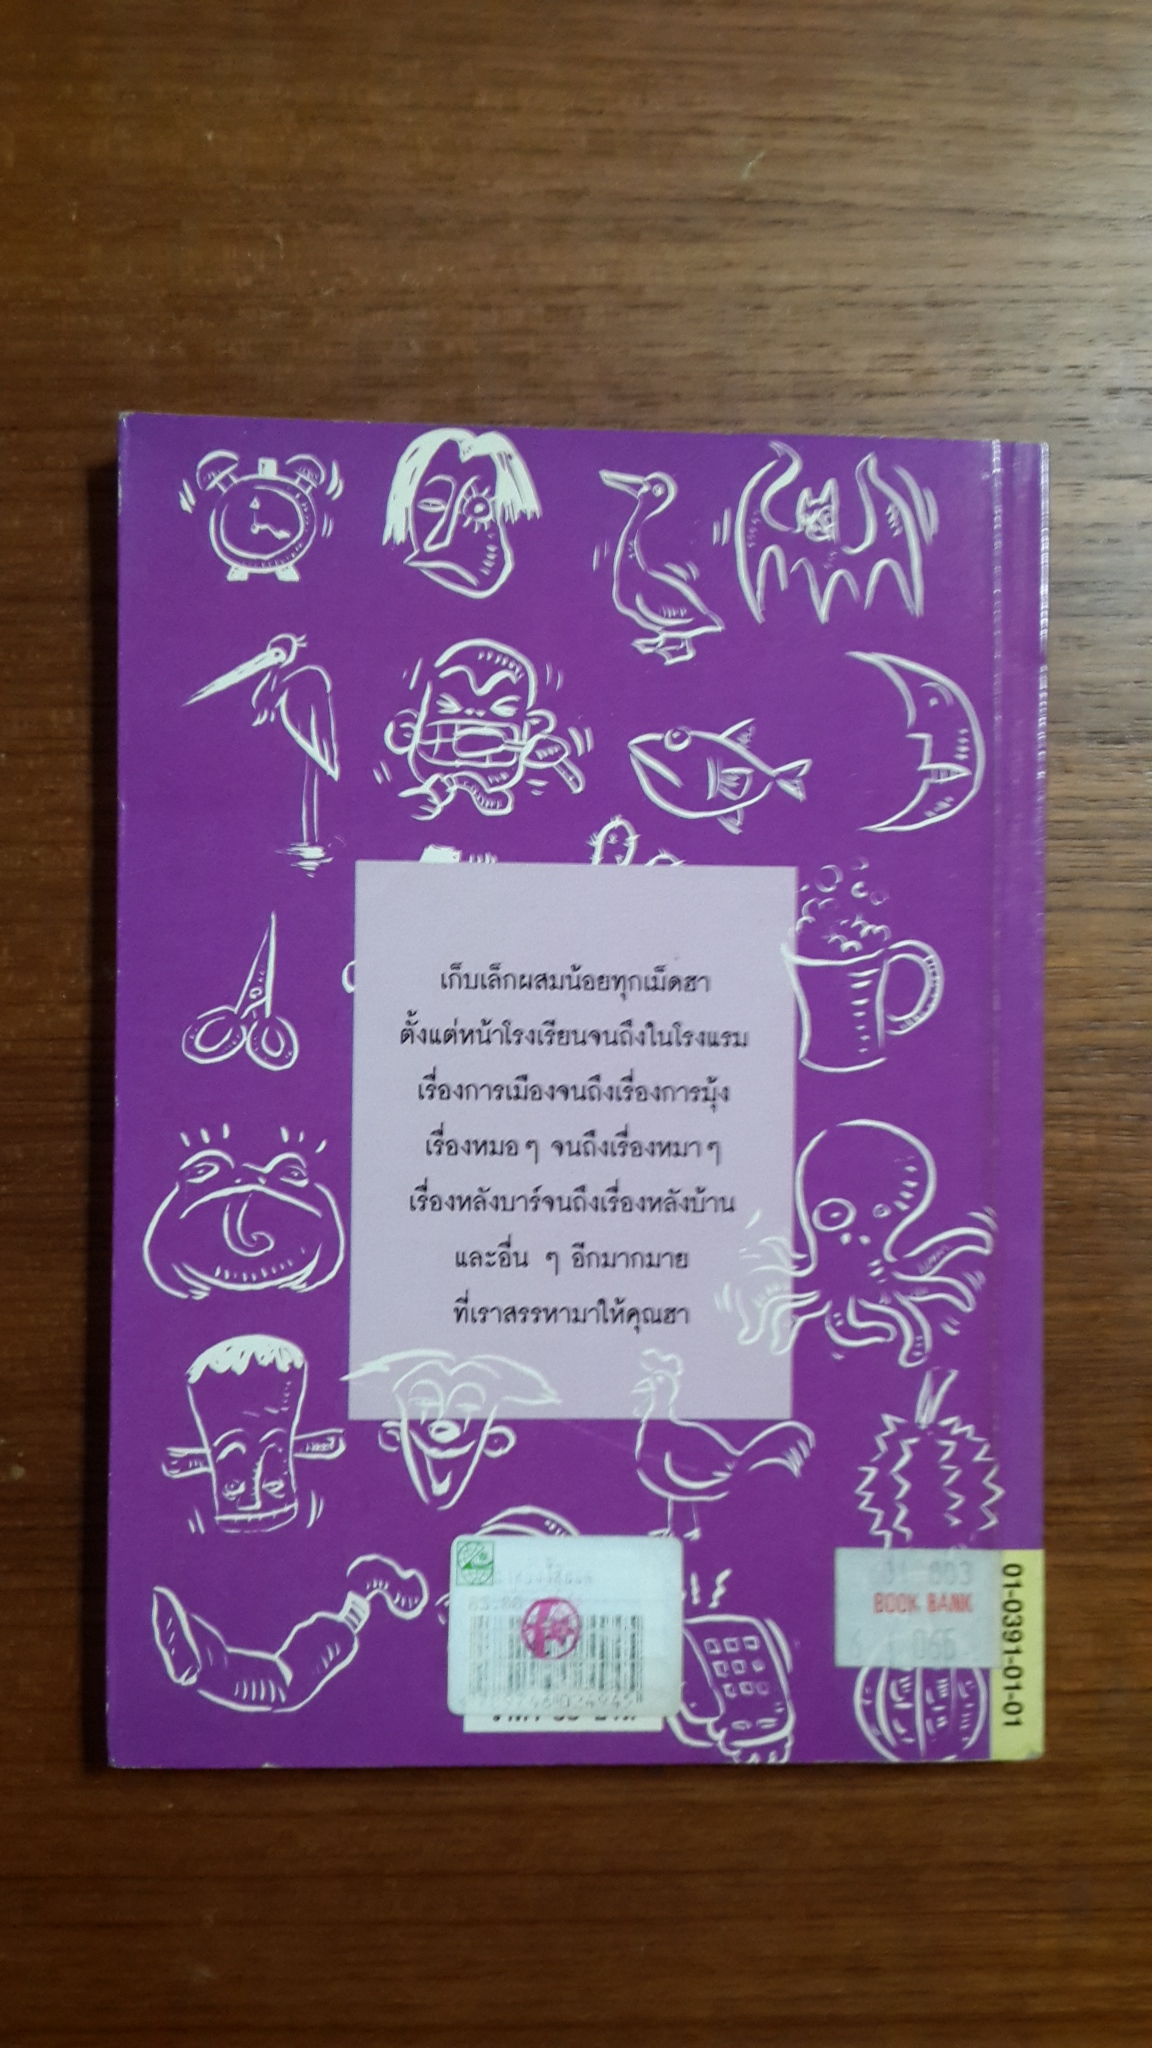 เก็บเล็กผสมน้อยทุกเม็ดฮา
ตั้งแต่หน้าโรงเรียนจนถึงในโรงแรม
เรื่องการเมืองจนถึงเรื่องการมุ้ง
เรื่องหมอๆ จนถึงเรื่องหมาๆ
เรื่องหลังบาร์จนถึงเรื่องหลังบ้าน
และอื่น ๆ อีกมากมาย
ที่เราสรรหามาให้คุณฮา
BOOK BANK
01-0391-01-01